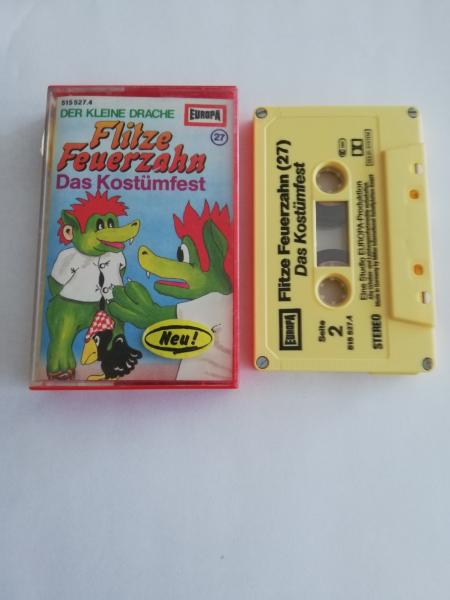 515 527.4
DER KLEINE DRACHE
EUROPA
Flitze
Feuerzahn
27
Das Kostümfest
Neu!
Flitze Feuerzahn (27)
Das Kostümfest
Eine Studio EUROPA-Produktion
EUROPA
Seite
2
515 527.4
STEREO